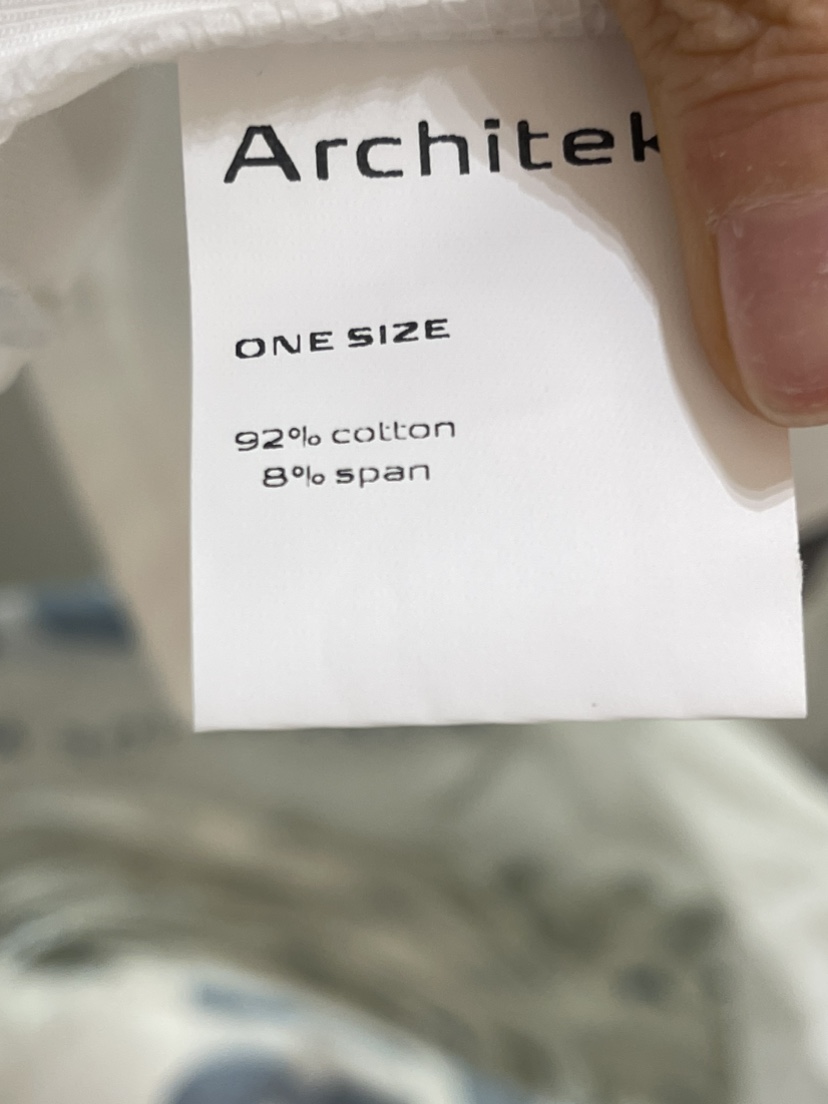 Architek
ONE SIZE
92% cotton
8% span